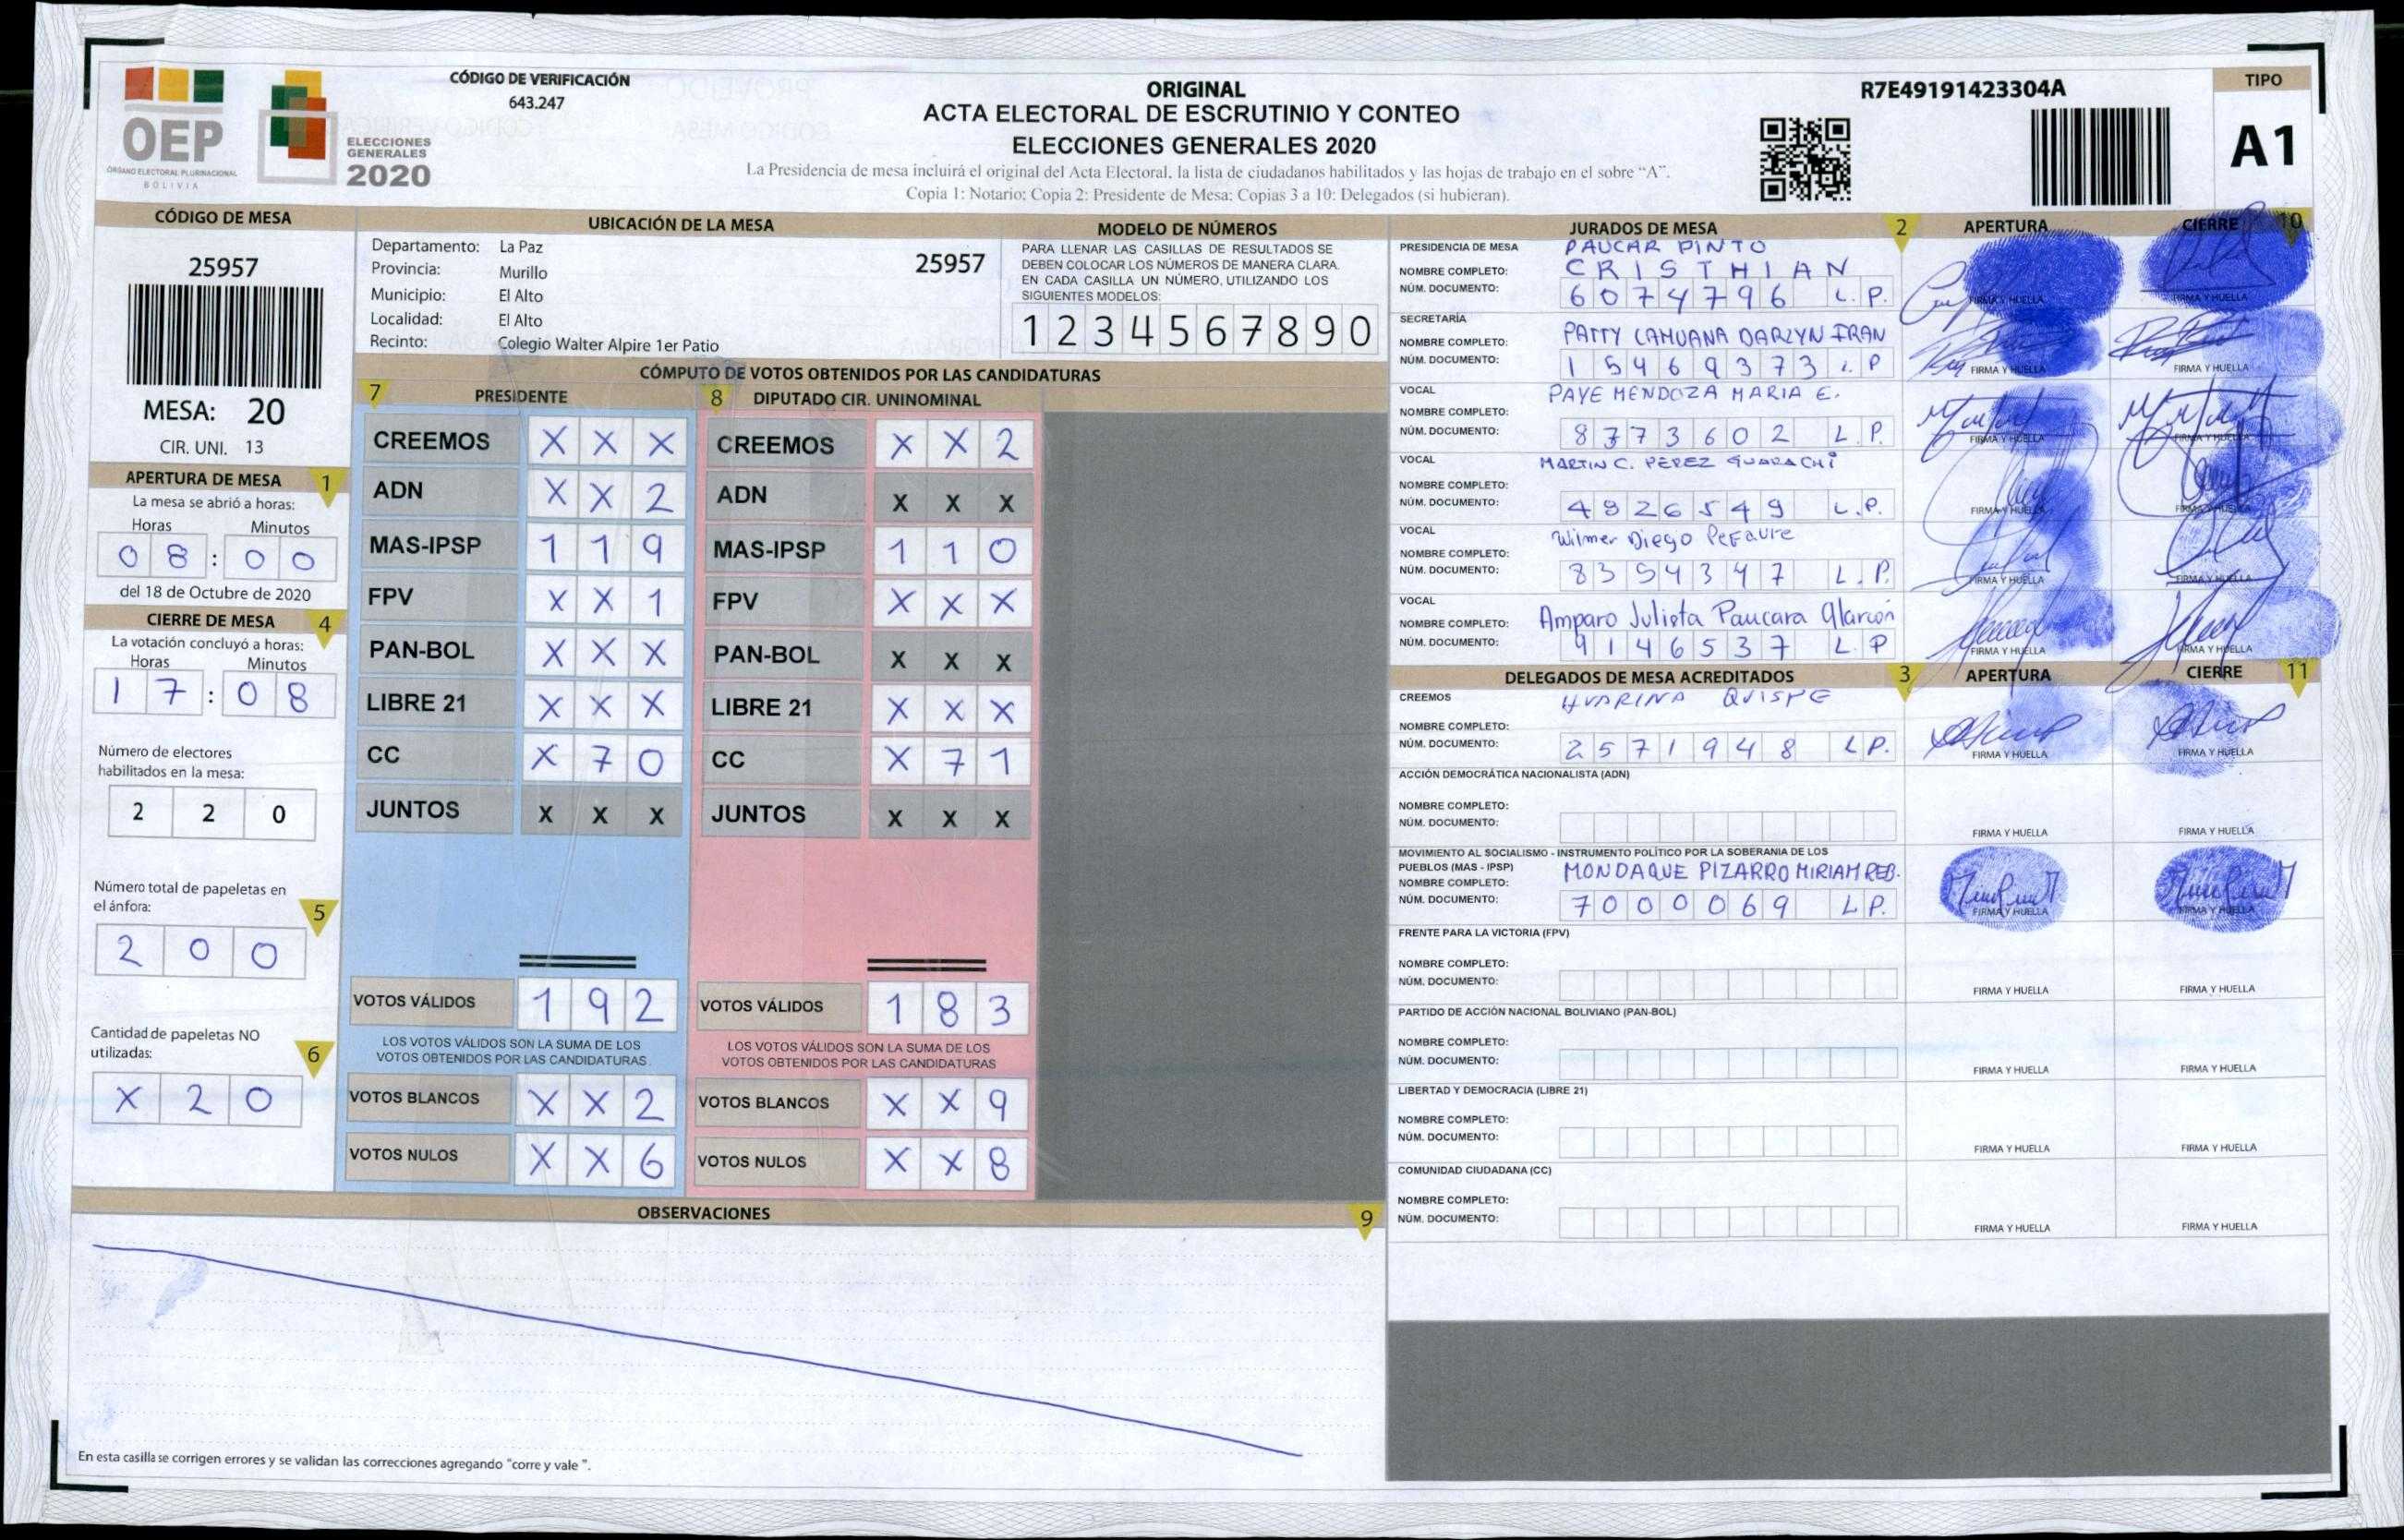 OEP
ÓRGANO ELECTORAL PLURINACIONAL
BOLIVIA
ELECCIONES
GENERALES
2020
CÓDIGO DE VERIFICACIÓN
643.247
ORIGINAL
ACTA ELECTORAL DE ESCRUTINIO Y CONTEO
ELECCIONES GENERALES 2020
La Presidencia de mesa incluirá el original del Acta Electoral, la lista de ciudadanos habilitados y las hojas de trabajo en el sobre “A”.
Copia 1: Notario; Copia 2: Presidente de Mesa: Copias 3 a 10: Delegados (si hubieran).
R7E49191423304A
TIPO
A1
CÓDIGO DE MESA
25957
MESA: 20
CIR. UNI. 13
APERTURA DE MESA 1
La mesa se abrió a horas:
Horas Minutos
08 : 00
del 18 de Octubre de 2020
CIERRE DE MESA 4
La votación concluyó a horas:
Horas Minutos
17 : 08
Número de electores
habilitados en la mesa:
2 2 0
Número total de papeletas en
el ánfora:
5
2 0 0
Cantidad de papeletas NO
utilizadas:
6
X 2 0
UBICACIÓN DE LA MESA
Departamento: La Paz
25957
Provincia: Murillo
Municipio: El Alto
Localidad: El Alto
Recinto: Colegio Walter Alpire 1er Patio
MODELO DE NÚMEROS
PARA LLENAR LAS CASILLAS DE RESULTADOS SE
DEBEN COLOCAR LOS NÚMEROS DE MANERA CLARA.
EN CADA CASILLA UN NÚMERO, UTILIZANDO LOS
SIGUIENTES MODELOS:
1 2 3 4 5 6 7 8 9 0
CÓMPUTO DE VOTOS OBTENIDOS POR LAS CANDIDATURAS
7 PRESIDENTE
CREEMOS X X X
ADN X X 2
MAS-IPSP 1 1 9
FPV X X 1
PAN-BOL X X X
LIBRE 21 X X X
CC X 7 0
JUNTOS X X X
VOTOS VÁLIDOS 1 9 2
LOS VOTOS VÁLIDOS SON LA SUMA DE LOS
VOTOS OBTENIDOS POR LAS CANDIDATURAS.
VOTOS BLANCOS X X 2
VOTOS NULOS X X 6
8 DIPUTADO CIR. UNINOMINAL
CREEMOS X X 2
ADN X X X
MAS-IPSP 1 1 0
FPV X X X
PAN-BOL X X X
LIBRE 21 X X X
CC X 7 1
JUNTOS X X X
VOTOS VÁLIDOS 1 8 3
LOS VOTOS VÁLIDOS SON LA SUMA DE LOS
VOTOS OBTENIDOS POR LAS CANDIDATURAS
VOTOS BLANCOS X X 9
VOTOS NULOS X X 8
OBSERVACIONES 9
En esta casilla se corrigen errores y se validan las correcciones agregando "corre y vale ".
JURADOS DE MESA 2 APERTURA CIERRE 10
PRESIDENCIA DE MESA PAUCAR PINTO
NOMBRE COMPLETO: CRISTHIAN
NÚM. DOCUMENTO: 6074796 L.P.
FIRMA Y HUELLA FIRMA Y HUELLA
SECRETARÍA
NOMBRE COMPLETO: PATTY CAHUANA DARLYN IRAN
NÚM. DOCUMENTO: 15469373 L.P
FIRMA Y HUELLA FIRMA Y HUELLA
VOCAL PAYE MENDOZA MARIA E.
NOMBRE COMPLETO:
NÚM. DOCUMENTO: 8773602 L.P.
FIRMA Y HUELLA FIRMA Y HUELLA
VOCAL MARTIN C. PEREZ GUARACHI
NOMBRE COMPLETO:
NÚM. DOCUMENTO: 4826549 L.P.
FIRMA Y HUELLA FIRMA Y HUELLA
VOCAL Wilmer Diego Pefaure
NOMBRE COMPLETO:
NÚM. DOCUMENTO: 8354347 L.P.
FIRMA Y HUELLA FIRMA Y HUELLA
VOCAL
NOMBRE COMPLETO: Amparo Julieta Paucara Alarcón
NÚM. DOCUMENTO: 9146537 L.P
FIRMA Y HUELLA FIRMA Y HUELLA
DELEGADOS DE MESA ACREDITADOS 3 APERTURA CIERRE 11
CREEMOS HUARINA QUISPE
NOMBRE COMPLETO:
NÚM. DOCUMENTO: 2571948 LP.
FIRMA Y HUELLA FIRMA Y HUELLA
ACCIÓN DEMOCRÁTICA NACIONALISTA (ADN)
NOMBRE COMPLETO:
NÚM. DOCUMENTO:
FIRMA Y HUELLA FIRMA Y HUELLA
MOVIMIENTO AL SOCIALISMO - INSTRUMENTO POLÍTICO POR LA SOBERANIA DE LOS
PUEBLOS (MAS - IPSP) MONDAQUE PIZARRO MIRIAM REB.
NOMBRE COMPLETO:
NÚM. DOCUMENTO: 7000069 LP.
FIRMA Y HUELLA FIRMA Y HUELLA
FRENTE PARA LA VICTORIA (FPV)
NOMBRE COMPLETO:
NÚM. DOCUMENTO:
FIRMA Y HUELLA FIRMA Y HUELLA
PARTIDO DE ACCIÓN NACIONAL BOLIVIANO (PAN-BOL)
NOMBRE COMPLETO:
NÚM. DOCUMENTO:
FIRMA Y HUELLA FIRMA Y HUELLA
LIBERTAD Y DEMOCRACIA (LIBRE 21)
NOMBRE COMPLETO:
NÚM. DOCUMENTO:
FIRMA Y HUELLA FIRMA Y HUELLA
COMUNIDAD CIUDADANA (CC)
NOMBRE COMPLETO:
NÚM. DOCUMENTO:
FIRMA Y HUELLA FIRMA Y HUELLA